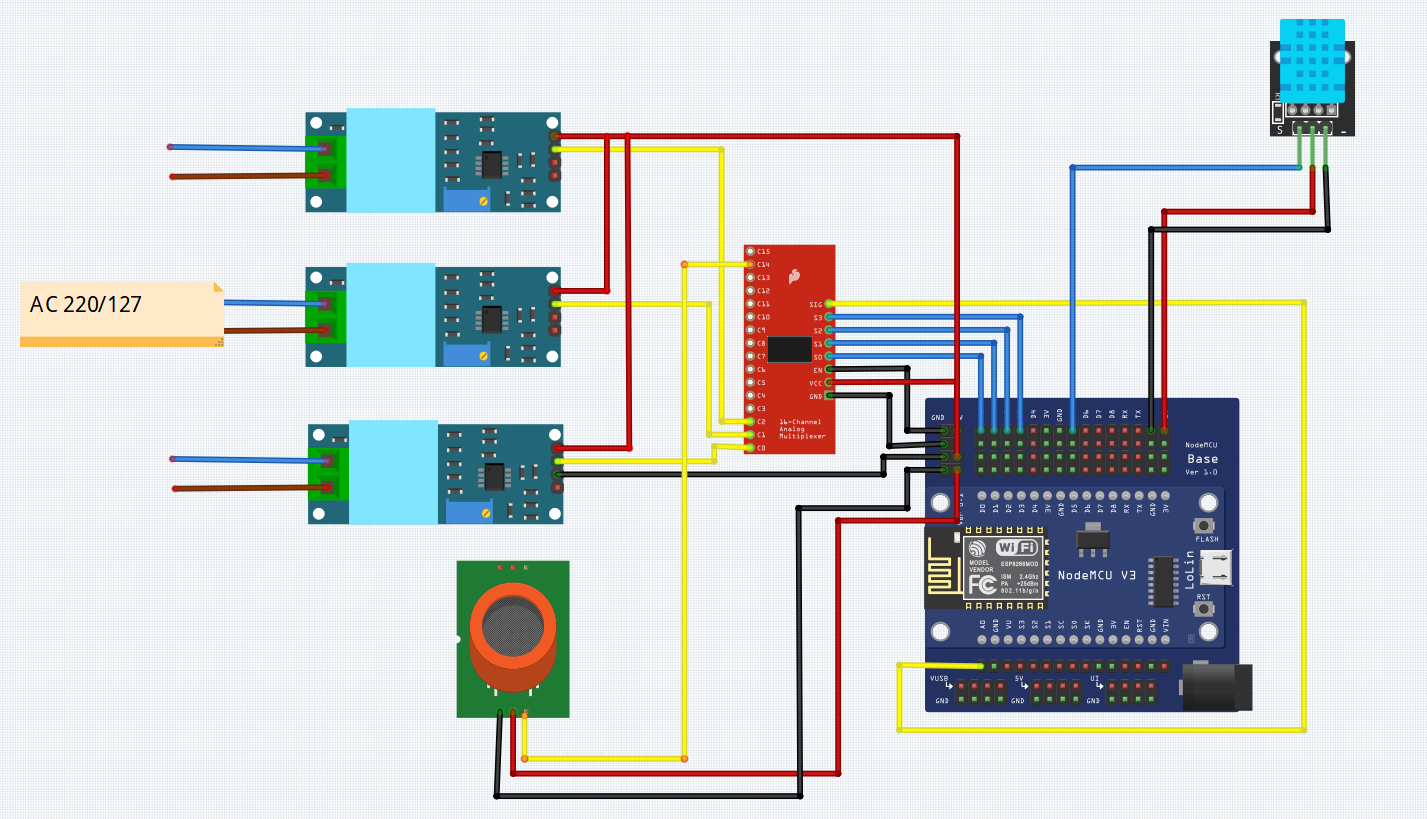 S
-
AC 220/127
C15
C14
C13
C12
C11
C10
C9
C8
C7
C6
C5
C4
C3
C2
C1
C0
SIG
S3
S2
S1
S0
EN
VCC
GND
16-Channel
Analog
Multiplexer
GND
D4
3V
GND
D6
D7
D8
RX
TX
NodeMCU
Base
Ver 1.0
D0
D1
D2
D3
D4
3V
GND
D5
D6
D7
D8
RX
TX
GND
3V
FLASH
WiFi
MODEL
VENDOR
ESP8266MOD
FC
ISM 2.4GHz
PA +25dBm
802.11b/g/n
NodeMCU V3
LoLin
RST
A0
GND
VU
S3
S2
S1
SC
S0
SK
GND
3V
EN
RST
GND
VIN
VUSB
5V
UI
GND
GND
GND